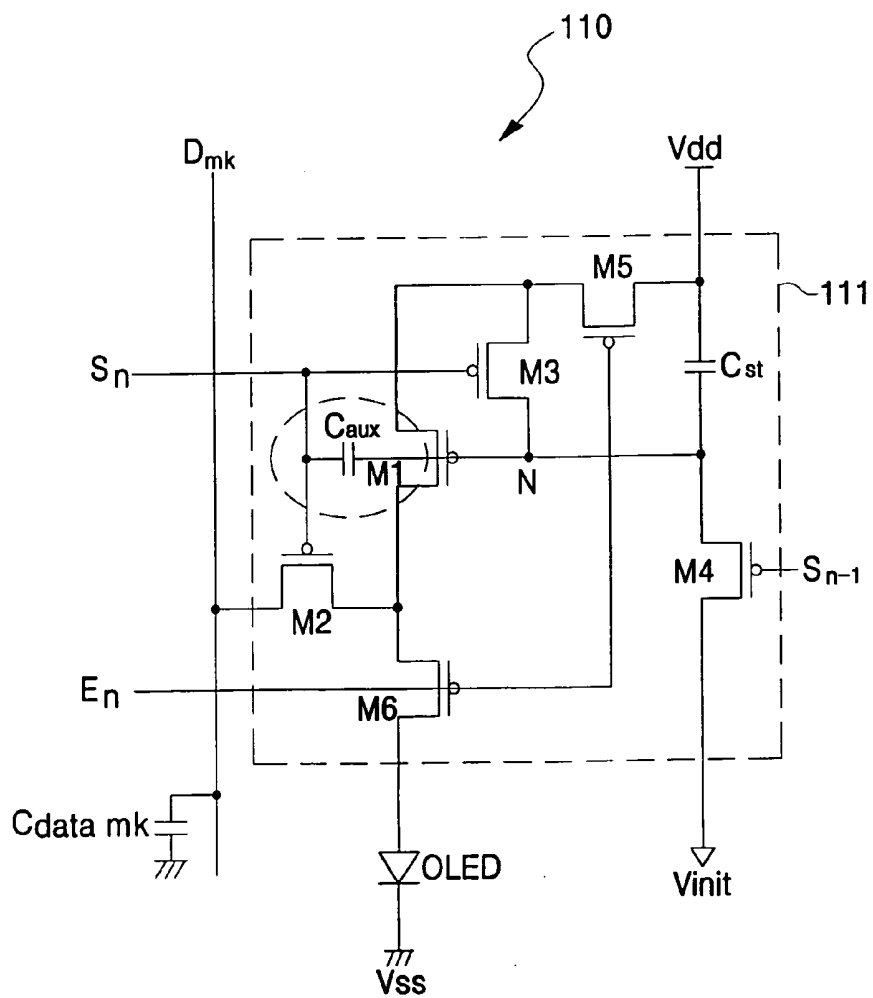 110
Dmk
Vdd
M5
111
Sn
M3
Cst
Caux
M1
N
M4
Sn-1
M2
En
M6
Cdata mk
OLED
Vinit
Vss